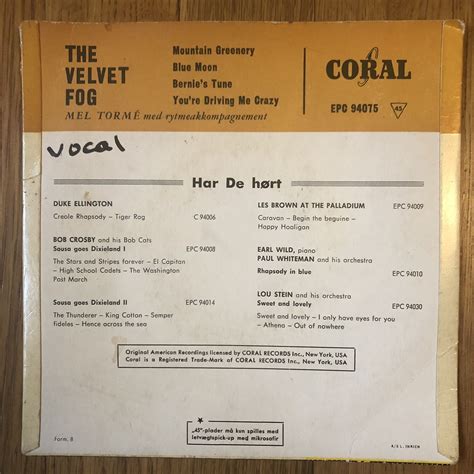 THE
VELVET
FOG
Mountain Greenery
Blue Moon
Bernie's Tune
You're Driving Me Crazy
MEL TORMÉ med rytmeakkompagnement
CORAL
EPC 94075 45
vocal
Har De hørt
DUKE ELLINGTON
Creole Rhapsody – Tiger Rag C 94006
BOB CROSBY and his Bob Cats
Sousa goes Dixieland I EPC 94008
The Stars and Stripes forever – El Capitan
– High School Cadets – The Washington
Post March
Sousa goes Dixieland II EPC 94014
The Thunderer – King Cotton – Semper
fideles – Hence across the sea
LES BROWN AT THE PALLADIUM EPC 94009
Caravan – Begin the beguine –
Happy Hooligan
EARL WILD, piano
PAUL WHITEMAN and his orchestra
Rhapsody in blue EPC 94010
LOU STEIN and his orchestra
Sweet and lovely EPC 94030
Sweet and lovely – I only have eyes for you
– Athena – Out of nowhere
Original American Recordings licensed by CORAL RECORDS Inc., New York, USA
Coral is a Registered Trade-Mark of CORAL RECORDS Inc., New York, USA
„45"-plader må kun spilles med
letvægtspick-up med mikrosafir
Form. B
A/S L. IHRICH